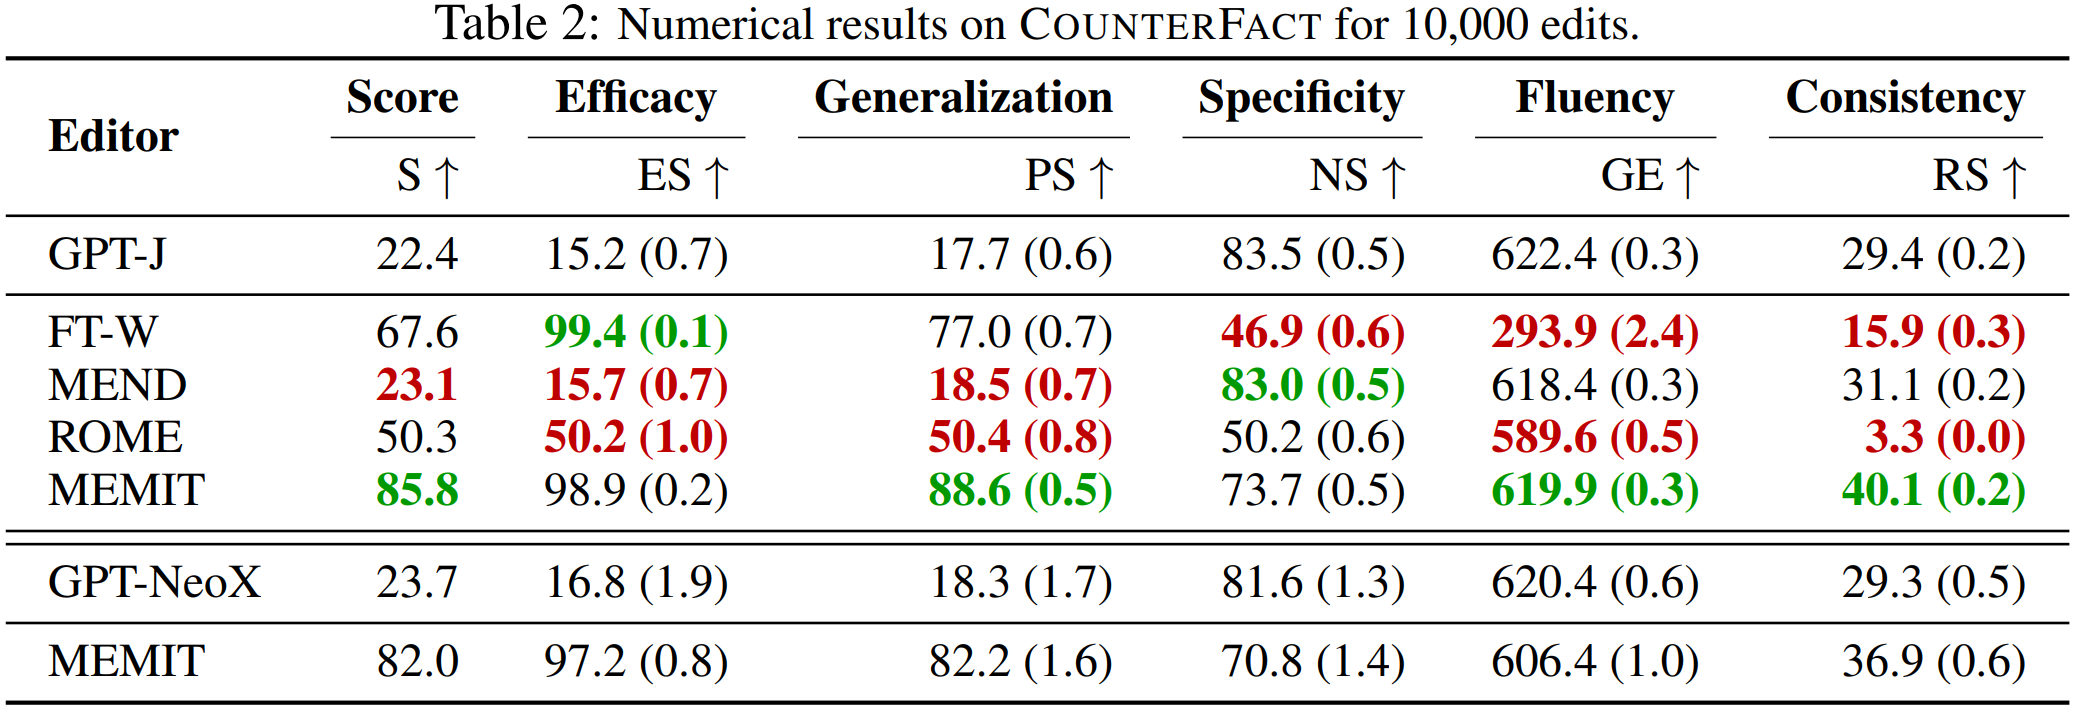 Table 2: Numerical results on COUNTERFACT for 10,000 edits.
Editor Score Efficacy Generalization Specificity Fluency Consistency
S ↑ ES ↑ PS ↑ NS ↑ GE ↑ RS ↑
GPT-J 22.4 15.2 (0.7) 17.7 (0.6) 83.5 (0.5) 622.4 (0.3) 29.4 (0.2)
FT-W 67.6 99.4 (0.1) 77.0 (0.7) 46.9 (0.6) 293.9 (2.4) 15.9 (0.3)
MEND 23.1 15.7 (0.7) 18.5 (0.7) 83.0 (0.5) 618.4 (0.3) 31.1 (0.2)
ROME 50.3 50.2 (1.0) 50.4 (0.8) 50.2 (0.6) 589.6 (0.5) 3.3 (0.0)
MEMIT 85.8 98.9 (0.2) 88.6 (0.5) 73.7 (0.5) 619.9 (0.3) 40.1 (0.2)
GPT-NeoX 23.7 16.8 (1.9) 18.3 (1.7) 81.6 (1.3) 620.4 (0.6) 29.3 (0.5)
MEMIT 82.0 97.2 (0.8) 82.2 (1.6) 70.8 (1.4) 606.4 (1.0) 36.9 (0.6)